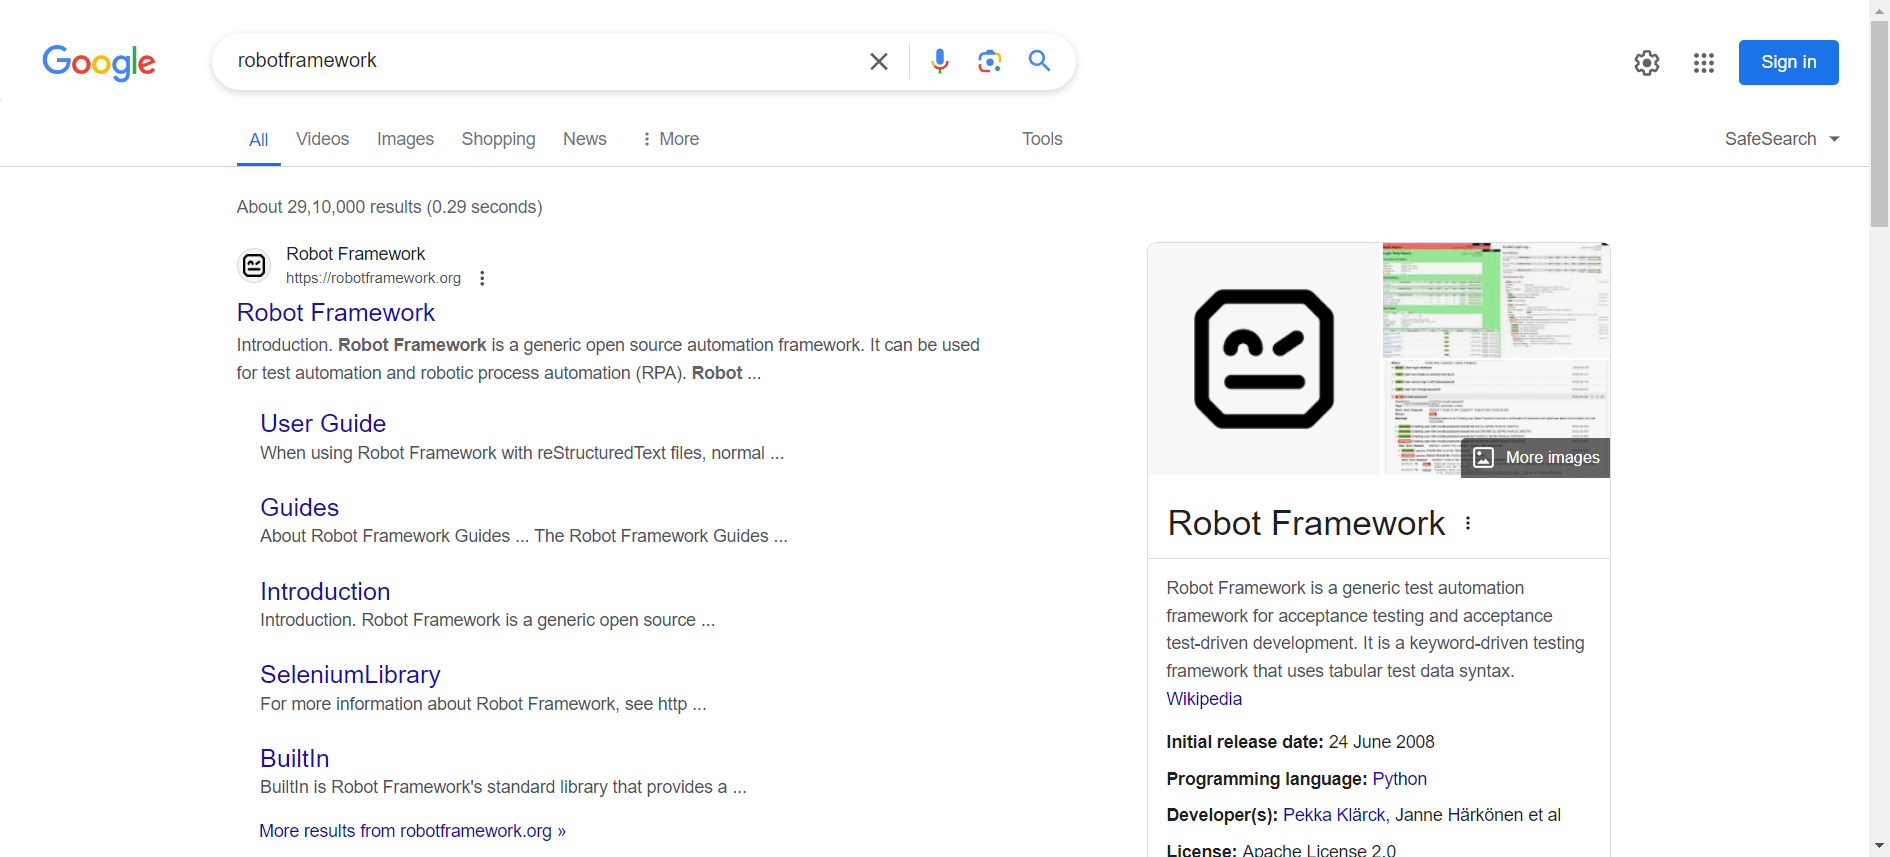 Google
robotframework
Sign in
All Videos Images Shopping News More Tools SafeSearch
About 29,10,000 results (0.29 seconds)
Robot Framework
https://robotframework.org
Robot Framework
Introduction. Robot Framework is a generic open source automation framework. It can be used
for test automation and robotic process automation (RPA). Robot ...
User Guide
When using Robot Framework with reStructuredText files, normal ...
Guides
About Robot Framework Guides ... The Robot Framework Guides ...
Introduction
Introduction. Robot Framework is a generic open source ...
SeleniumLibrary
For more information about Robot Framework, see http ...
BuiltIn
BuiltIn is Robot Framework's standard library that provides a ...
More results from robotframework.org »
More images
Robot Framework
Robot Framework is a generic test automation
framework for acceptance testing and acceptance
test-driven development. It is a keyword-driven testing
framework that uses tabular test data syntax.
Wikipedia
Initial release date: 24 June 2008
Programming language: Python
Developer(s): Pekka Klärck, Janne Härkönen et al
License: Apache License 2.0